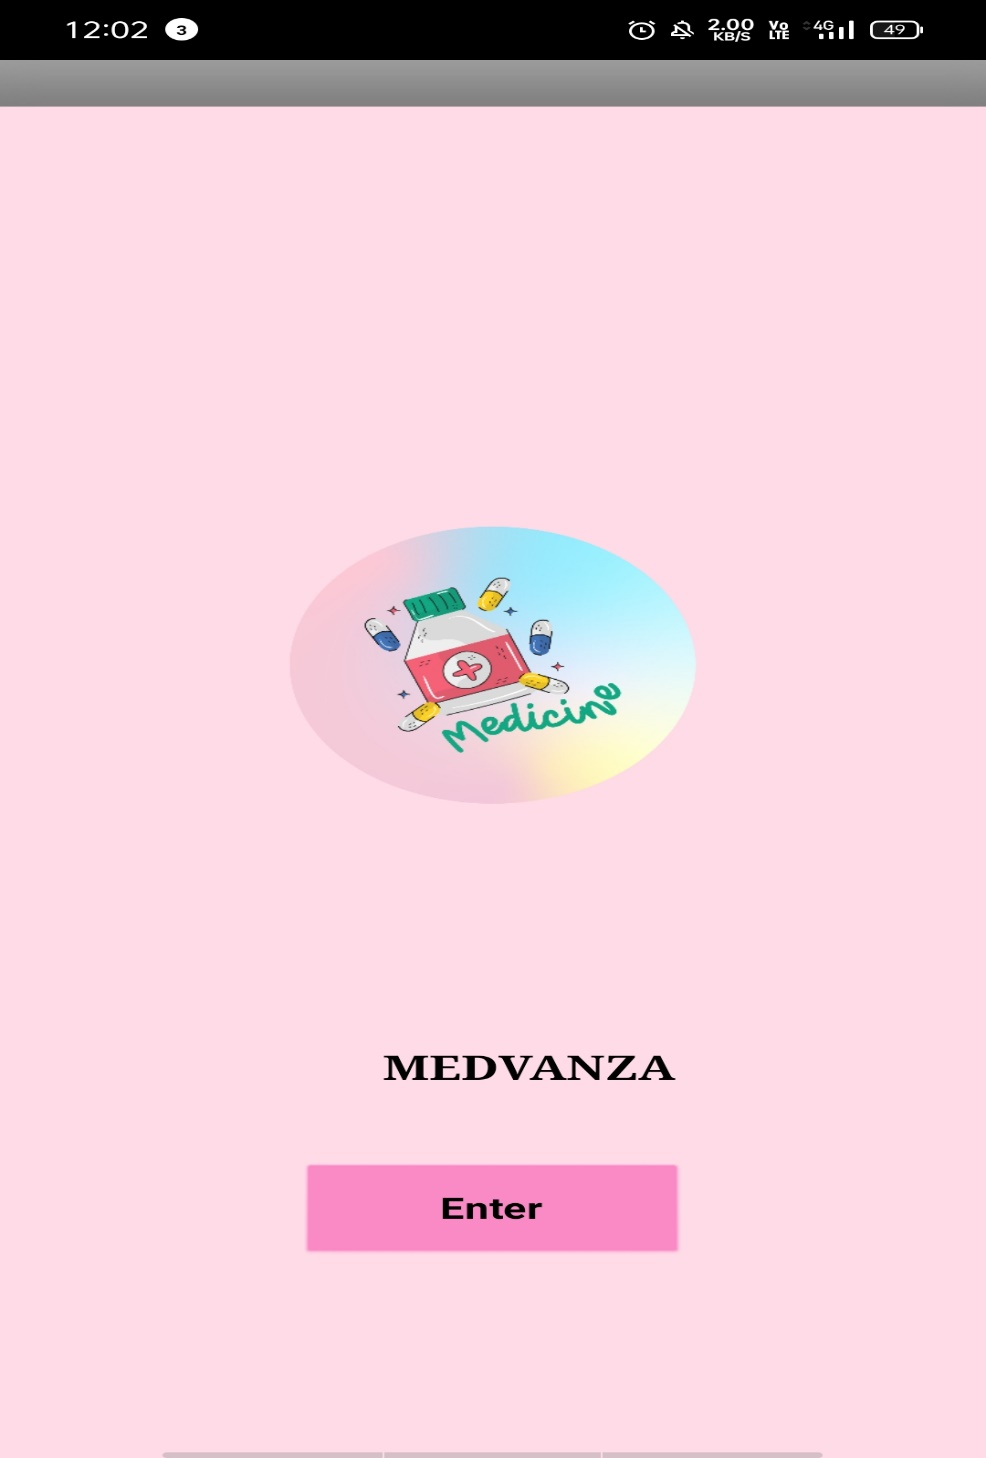 12:02 3 2.00 KB/S Vo LTE 4G 49
Medicine
MEDVANZA
Enter